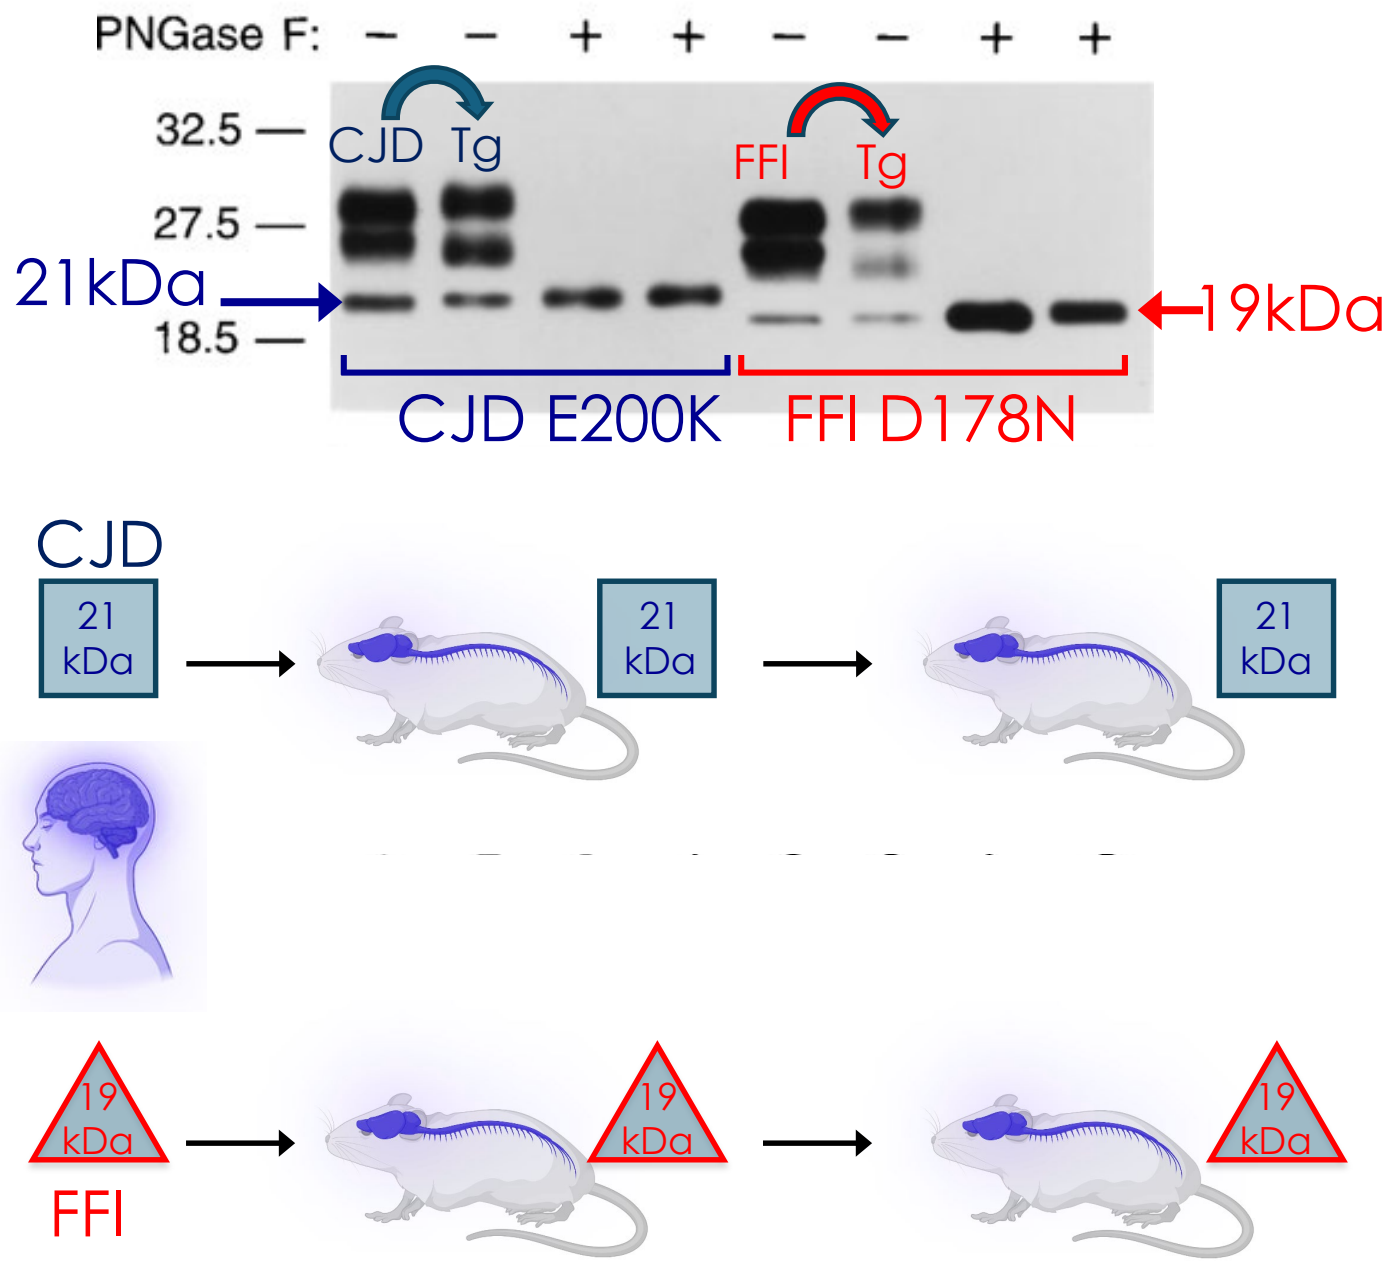 PNGase F: − − + + − − + +
32.5 —
CJD Tg
FFI Tg
27.5 —
21kDa
19kDa
18.5 —
CJD E200K
FFI D178N
CJD
21
kDa
21
kDa
21
kDa
19
kDa
19
kDa
19
kDa
FFI